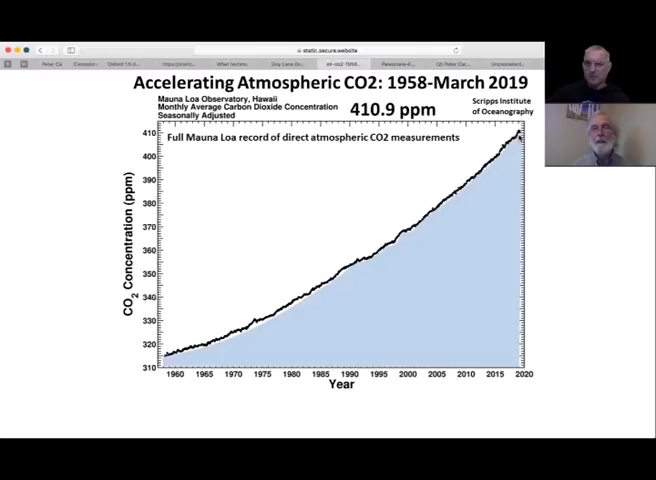 static.secure.website
Accelerating Atmospheric CO2: 1958-March 2019
Mauna Loa Observatory, Hawaii
Monthly Average Carbon Dioxide Concentration
Seasonally Adjusted
410.9 ppm
Scripps Institute
of Oceanography
Full Mauna Loa record of direct atmospheric CO2 measurements
CO2 Concentration (ppm)
410
400
390
380
370
360
350
340
330
320
310
1960 1965 1970 1975 1980 1985 1990 1995 2000 2005 2010 2015 2020
Year